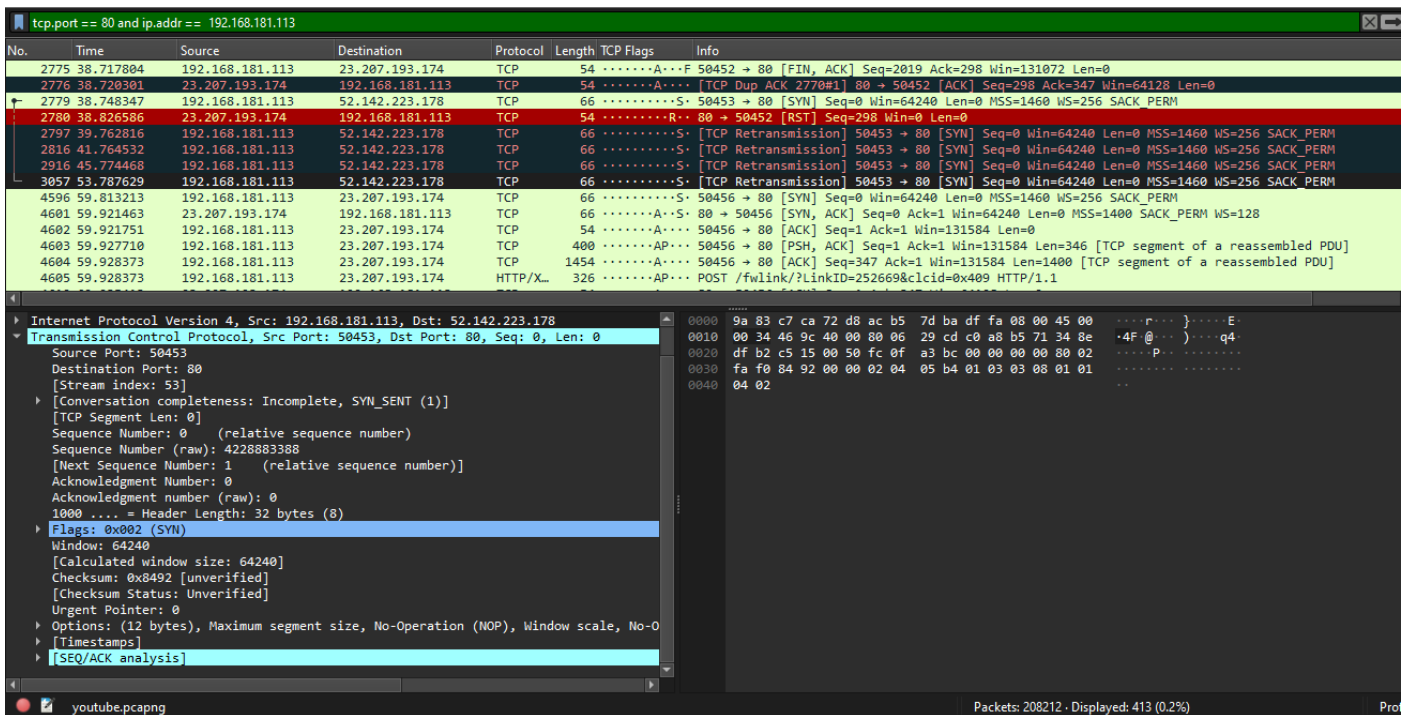 tcp.port == 80 and ip.addr == 192.168.181.113
No. Time Source Destination Protocol Length TCP Flags Info
2775 38.717804 192.168.181.113 23.207.193.174 TCP 54 ·······A···F 50452 → 80 [FIN, ACK] Seq=2019 Ack=298 Win=131072 Len=0
2776 38.720301 23.207.193.174 192.168.181.113 TCP 54 ·······A···· [TCP Dup ACK 2770#1] 80 → 50452 [ACK] Seq=298 Ack=347 Win=64128 Len=0
2779 38.748347 192.168.181.113 52.142.223.178 TCP 66 ··········S· 50453 → 80 [SYN] Seq=0 Win=64240 Len=0 MSS=1460 WS=256 SACK_PERM
2780 38.826586 23.207.193.174 192.168.181.113 TCP 54 ·········R·· 80 → 50452 [RST] Seq=298 Win=0 Len=0
2797 39.762816 192.168.181.113 52.142.223.178 TCP 66 ··········S· [TCP Retransmission] 50453 → 80 [SYN] Seq=0 Win=64240 Len=0 MSS=1460 WS=256 SACK_PERM
2816 41.764532 192.168.181.113 52.142.223.178 TCP 66 ··········S· [TCP Retransmission] 50453 → 80 [SYN] Seq=0 Win=64240 Len=0 MSS=1460 WS=256 SACK_PERM
2916 45.774468 192.168.181.113 52.142.223.178 TCP 66 ··········S· [TCP Retransmission] 50453 → 80 [SYN] Seq=0 Win=64240 Len=0 MSS=1460 WS=256 SACK_PERM
3057 53.787629 192.168.181.113 52.142.223.178 TCP 66 ··········S· [TCP Retransmission] 50453 → 80 [SYN] Seq=0 Win=64240 Len=0 MSS=1460 WS=256 SACK_PERM
4596 59.813213 192.168.181.113 23.207.193.174 TCP 66 ··········S· 50456 → 80 [SYN] Seq=0 Win=64240 Len=0 MSS=1460 WS=256 SACK_PERM
4601 59.921463 23.207.193.174 192.168.181.113 TCP 66 ·······A··S· 80 → 50456 [SYN, ACK] Seq=0 Ack=1 Win=64240 Len=0 MSS=1400 SACK_PERM WS=128
4602 59.921751 192.168.181.113 23.207.193.174 TCP 54 ·······A···· 50456 → 80 [ACK] Seq=1 Ack=1 Win=131584 Len=0
4603 59.927710 192.168.181.113 23.207.193.174 TCP 400 ·······AP··· 50456 → 80 [PSH, ACK] Seq=1 Ack=1 Win=131584 Len=346 [TCP segment of a reassembled PDU]
4604 59.928373 192.168.181.113 23.207.193.174 TCP 1454 ·······A···· 50456 → 80 [ACK] Seq=347 Ack=1 Win=131584 Len=1400 [TCP segment of a reassembled PDU]
4605 59.928373 192.168.181.113 23.207.193.174 HTTP/X… 326 ·······AP··· POST /fwlink/?LinkID=252669&clcid=0x409 HTTP/1.1
Internet Protocol Version 4, Src: 192.168.181.113, Dst: 52.142.223.178
Transmission Control Protocol, Src Port: 50453, Dst Port: 80, Seq: 0, Len: 0
Source Port: 50453
Destination Port: 80
[Stream index: 53]
[Conversation completeness: Incomplete, SYN_SENT (1)]
[TCP Segment Len: 0]
Sequence Number: 0 (relative sequence number)
Sequence Number (raw): 4228883388
[Next Sequence Number: 1 (relative sequence number)]
Acknowledgment Number: 0
Acknowledgment number (raw): 0
1000 .... = Header Length: 32 bytes (8)
Flags: 0x002 (SYN)
Window: 64240
[Calculated window size: 64240]
Checksum: 0x8492 [unverified]
[Checksum Status: Unverified]
Urgent Pointer: 0
Options: (12 bytes), Maximum segment size, No-Operation (NOP), Window scale, No-O
[Timestamps]
[SEQ/ACK analysis]
0000 9a 83 c7 ca 72 d8 ac b5 7d ba df fa 08 00 45 00 ····r··· }·····E·
0010 00 34 46 9c 40 00 80 06 29 cd c0 a8 b5 71 34 8e ·4F·@··· )····q4·
0020 df b2 c5 15 00 50 fc 0f a3 bc 00 00 00 00 80 02 ·····P·· ········
0030 fa f0 84 92 00 00 02 04 05 b4 01 03 03 08 01 01 ········ ········
0040 04 02 ··
youtube.pcapng
Packets: 208212 · Displayed: 413 (0.2%)
Prof